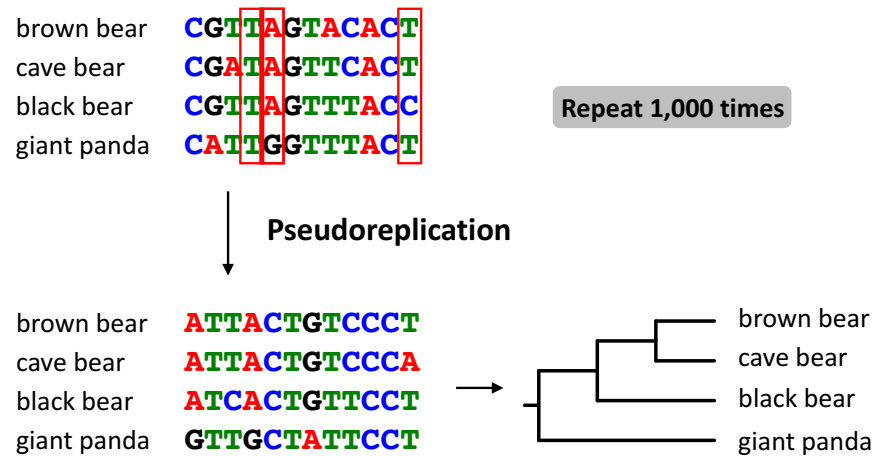 brown bear CGTTAGTACACT
cave bear CGATAGTTCACT
black bear CGTTAGTTTACC
giant panda CATTGGTTTACT
Repeat 1,000 times
Pseudoreplication
brown bear ATTACTGTCCCT
cave bear ATTACTGTCCCA
black bear ATCACTGTTCCT
giant panda GTTGCTATTCCT
brown bear
cave bear
black bear
giant panda